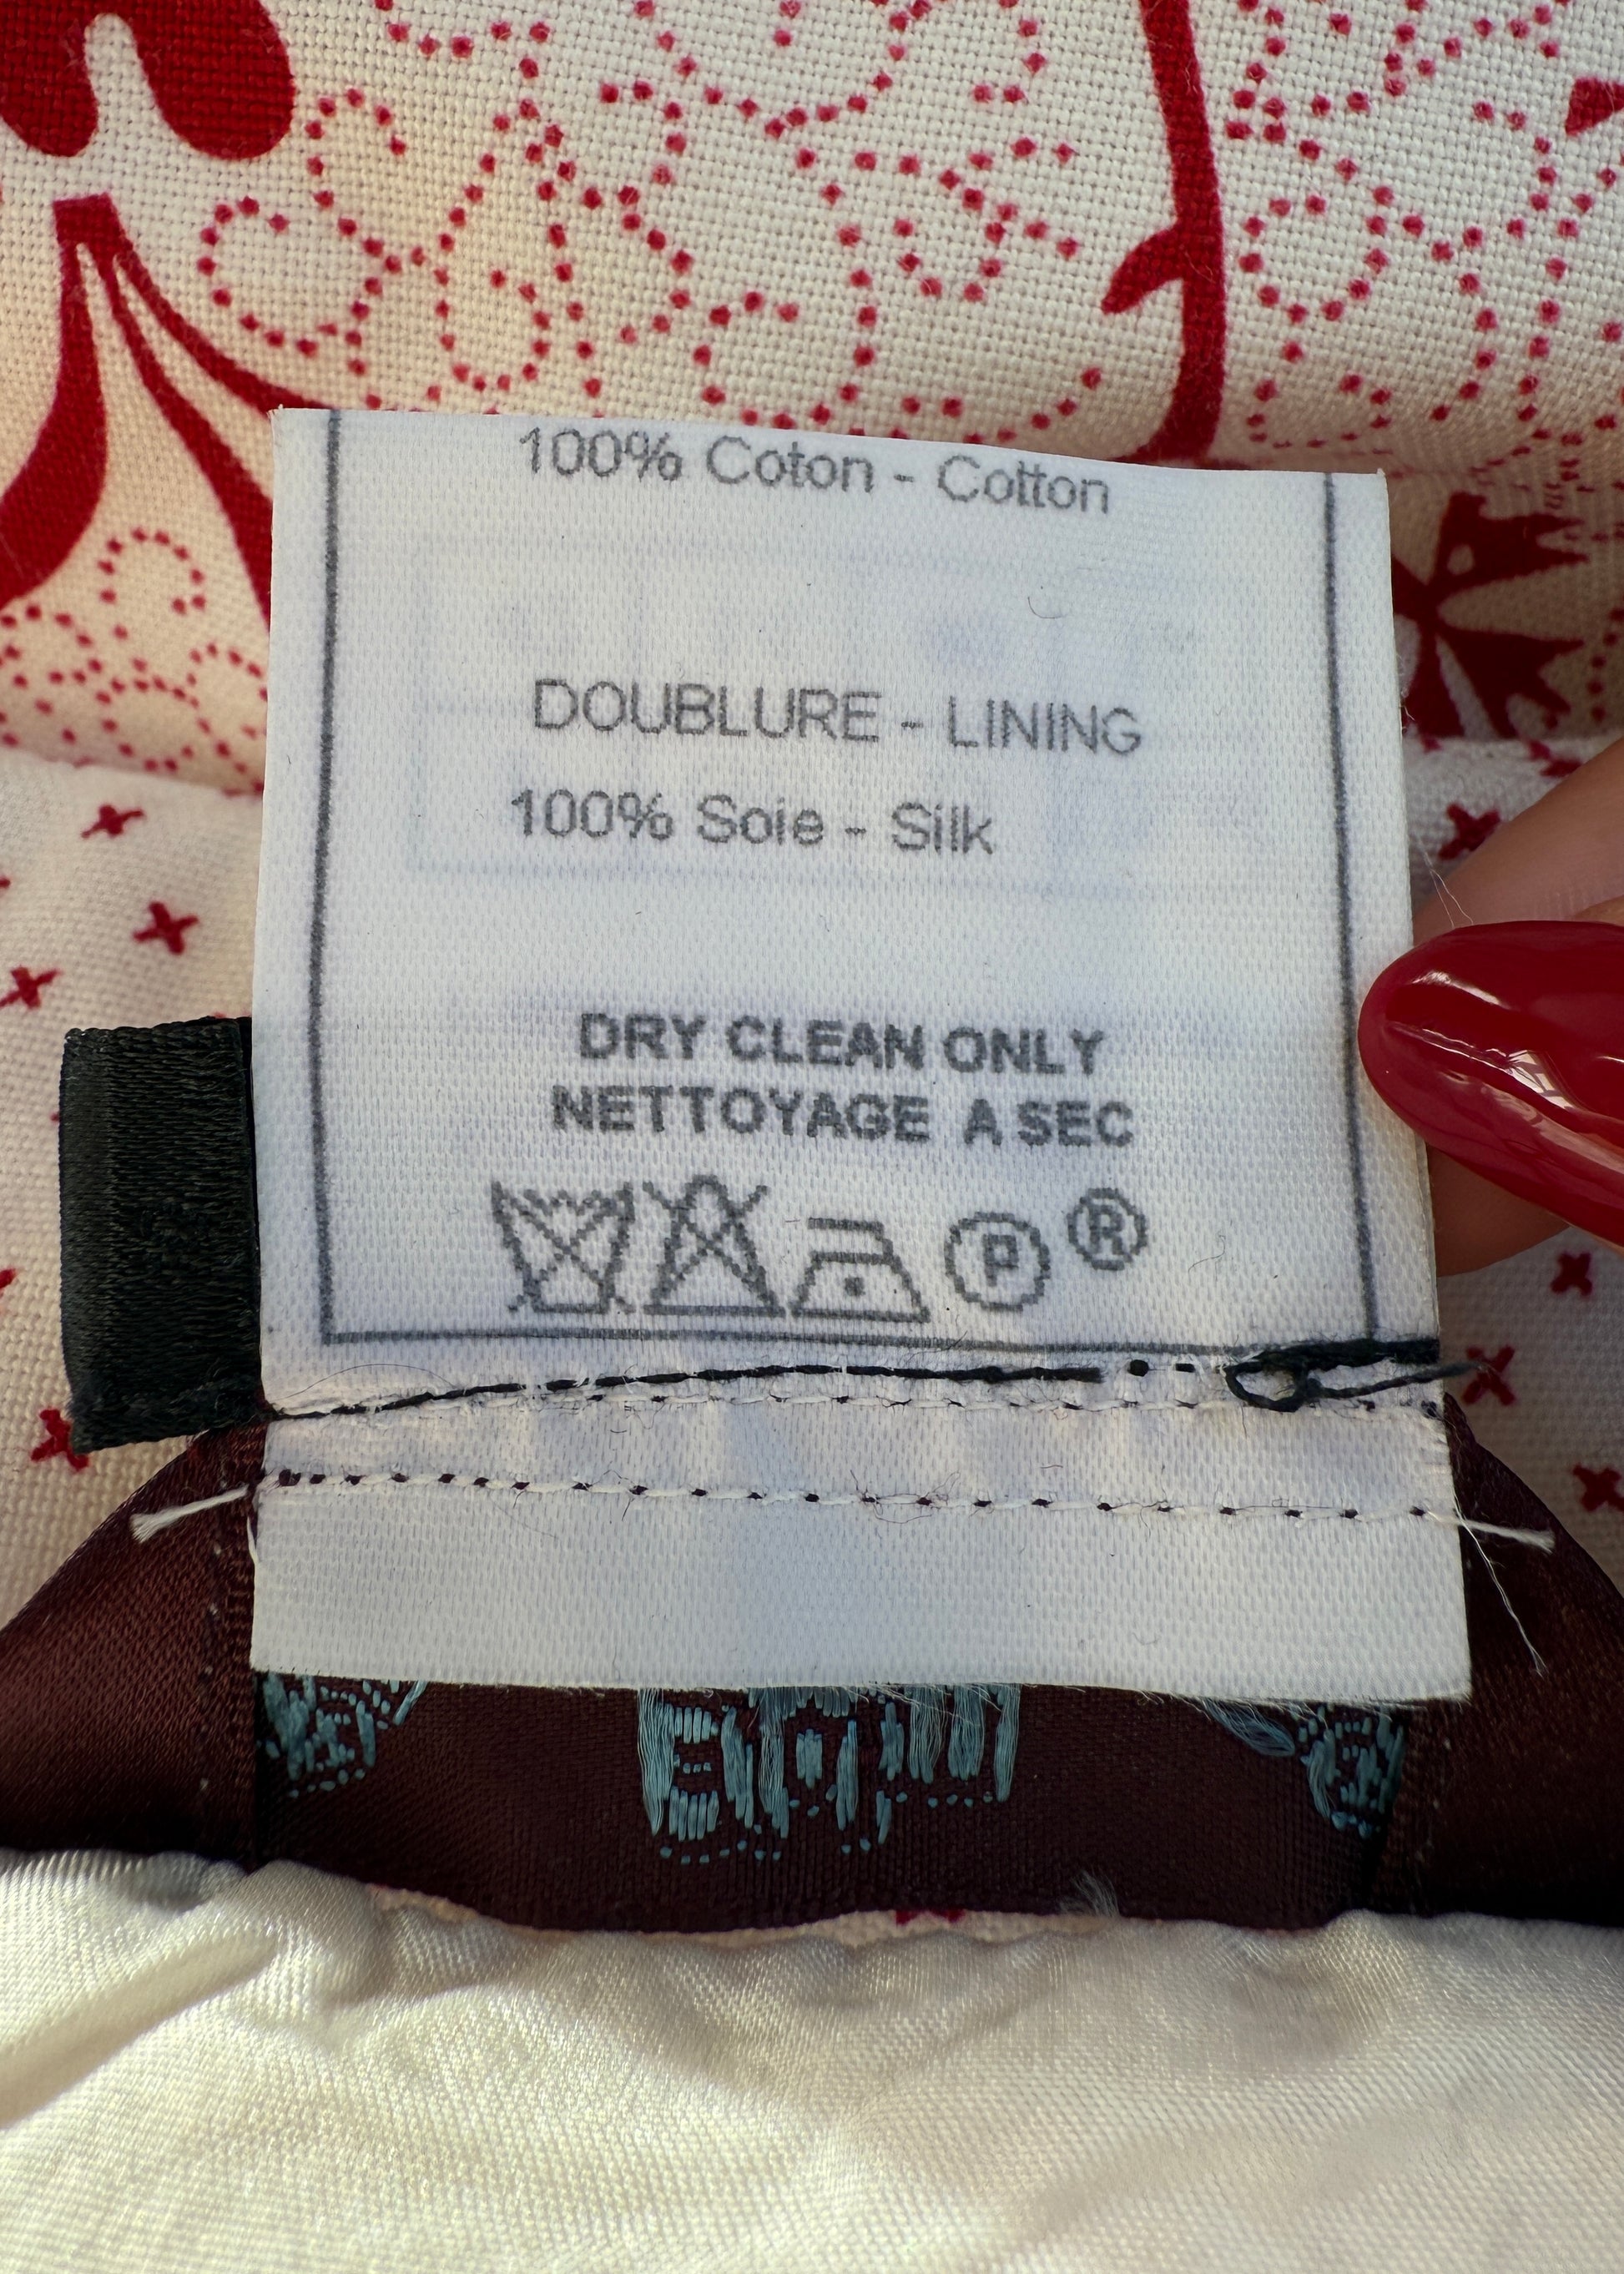 100% Coton - Cotton
DOUBLURE - LINING
100% Soie - Silk
DRY CLEAN ONLY
NETTOYAGE A SEC
P ®